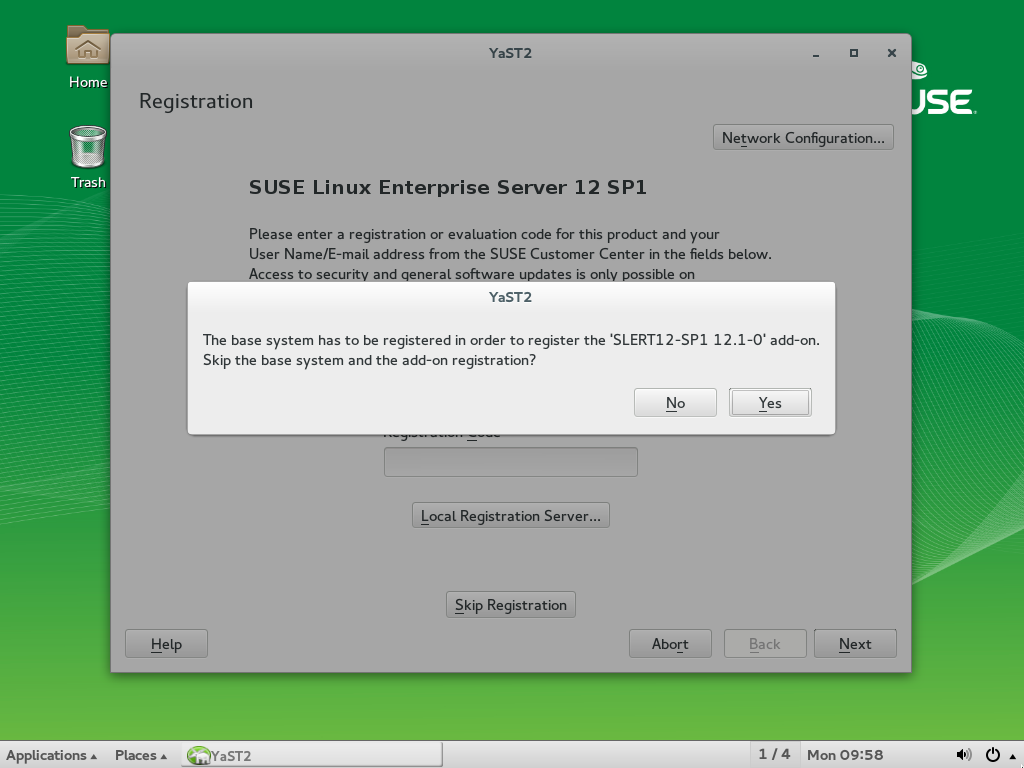 YaST2
Home
Registration
Network Configuration...
USE
Trash
SUSE Linux Enterprise Server 12 SP1
Please enter a registration or evaluation code for this product and your
User Name/E-mail address from the SUSE Customer Center in the fields below.
Access to security and general software updates is only possible on
YaST2
The base system has to be registered in order to register the 'SLERT12-SP1 12.1-0' add-on.
Skip the base system and the add-on registration?
No
Yes
Registration Code
Local Registration Server...
Skip Registration
Help
Abort
Back
Next
Applications
Places
YaST2
1 / 4
Mon 09:58